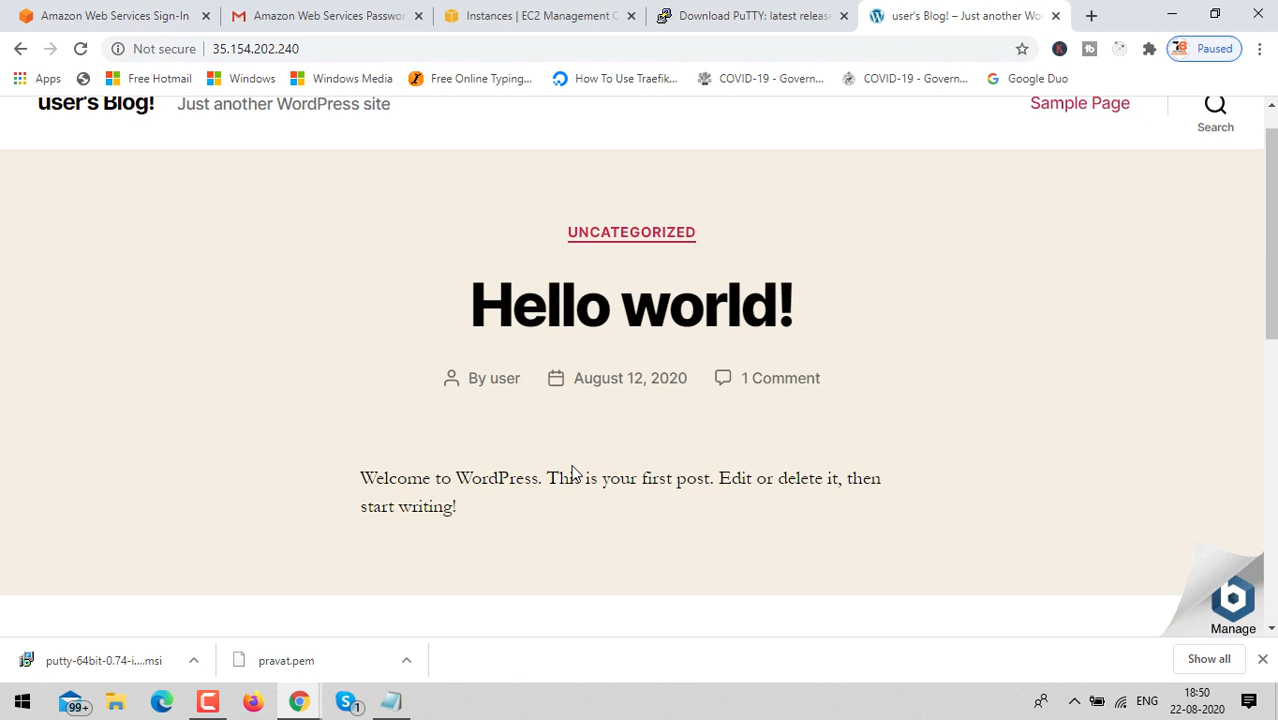 Amazon Web Services Sign-In
Amazon Web Services Passwo
Instances | EC2 Management C
Download PuTTY: latest releas
user's Blog! – Just another Wor
Not secure
35.154.202.240
Paused
Apps
Free Hotmail
Windows
Windows Media
Free Online Typing...
How To Use Traefik...
COVID-19 - Govern...
COVID-19 - Govern...
Google Duo
user's Blog!
Just another WordPress site
Sample Page
Search
UNCATEGORIZED
Hello world!
By user
August 12, 2020
1 Comment
Welcome to WordPress. This is your first post. Edit or delete it, then
start writing!
Manage
putty-64bit-0.74-i....msi
pravat.pem
Show all
99+
1
ENG
18:50
22-08-2020